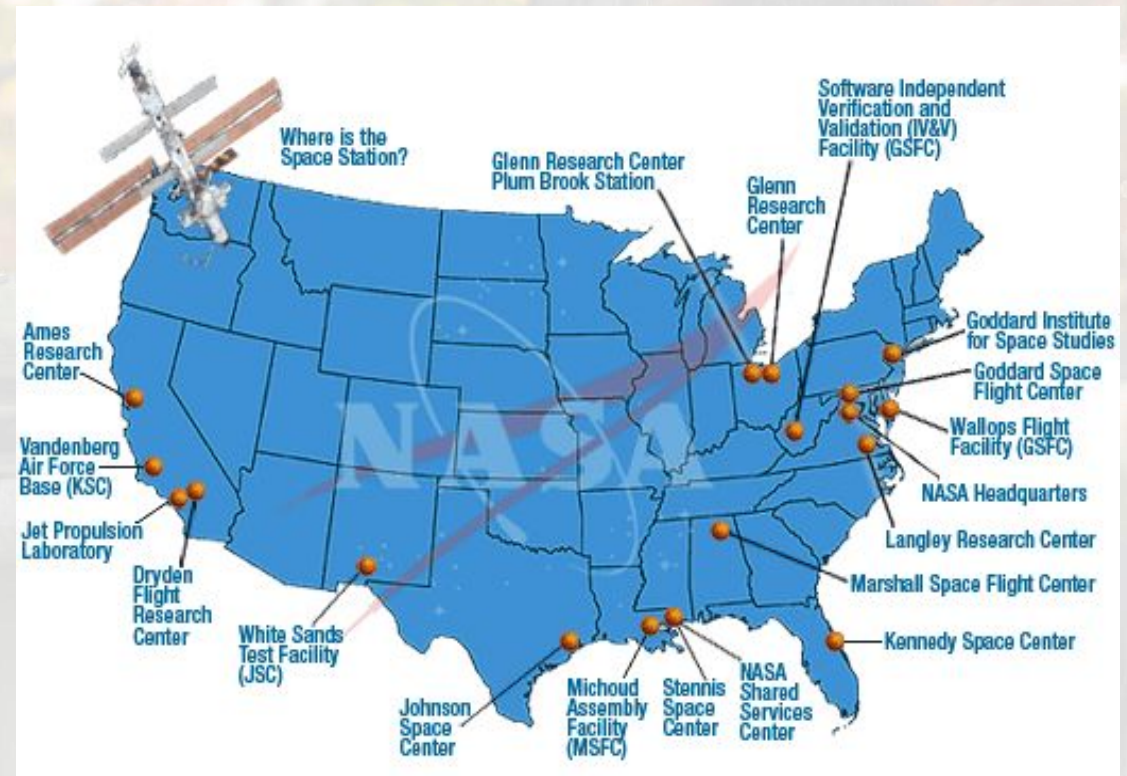 Where is the
Space Station?
Software Independent
Verification and
Validation (IV&V)
Facility (GSFC)
Glenn Research Center
Plum Brook Station
Glenn
Research
Center
Ames
Research
Center
Goddard Institute
for Space Studies
Goddard Space
Flight Center
Vandenberg
Air Force
Base (KSC)
Wallops Flight
Facility (GSFC)
NASA
NASA Headquarters
Jet Propulsion
Laboratory
Langley Research Center
Dryden
Flight
Research
Center
Marshall Space Flight Center
White Sands
Test Facility
(JSC)
Kennedy Space Center
Johnson
Space
Center
Michoud
Assembly
Facility
(MSFC)
Stennis
Space
Center
NASA
Shared
Services
Center